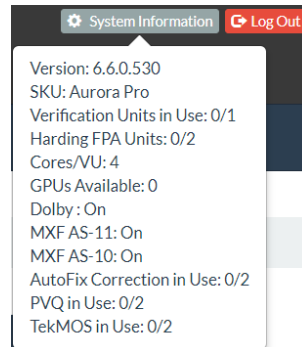 System Information
Log Out
Version: 6.6.0.530
SKU: Aurora Pro
Verification Units in Use: 0/1
Harding FPA Units: 0/2
Cores/VU: 4
GPUs Available: 0
Dolby : On
MXF AS-11: On
MXF AS-10: On
AutoFix Correction in Use: 0/2
PVQ in Use: 0/2
TekMOS in Use: 0/2